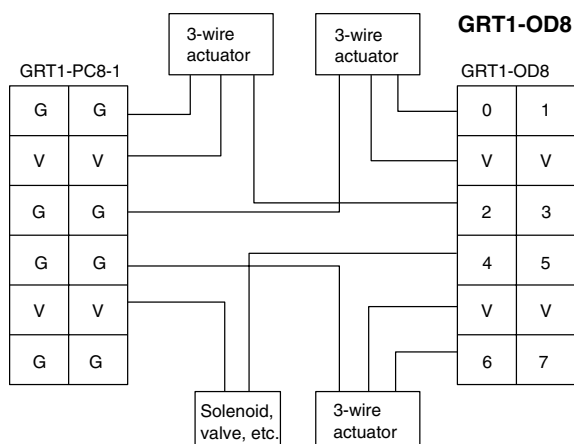 GRT1-OD8
3-wire
actuator
3-wire
actuator
GRT1-PC8-1
GRT1-OD8
G G
V V
G G
G G
V V
G G
0 1
V V
2 3
4 5
V V
6 7
Solenoid,
valve, etc.
3-wire
actuator